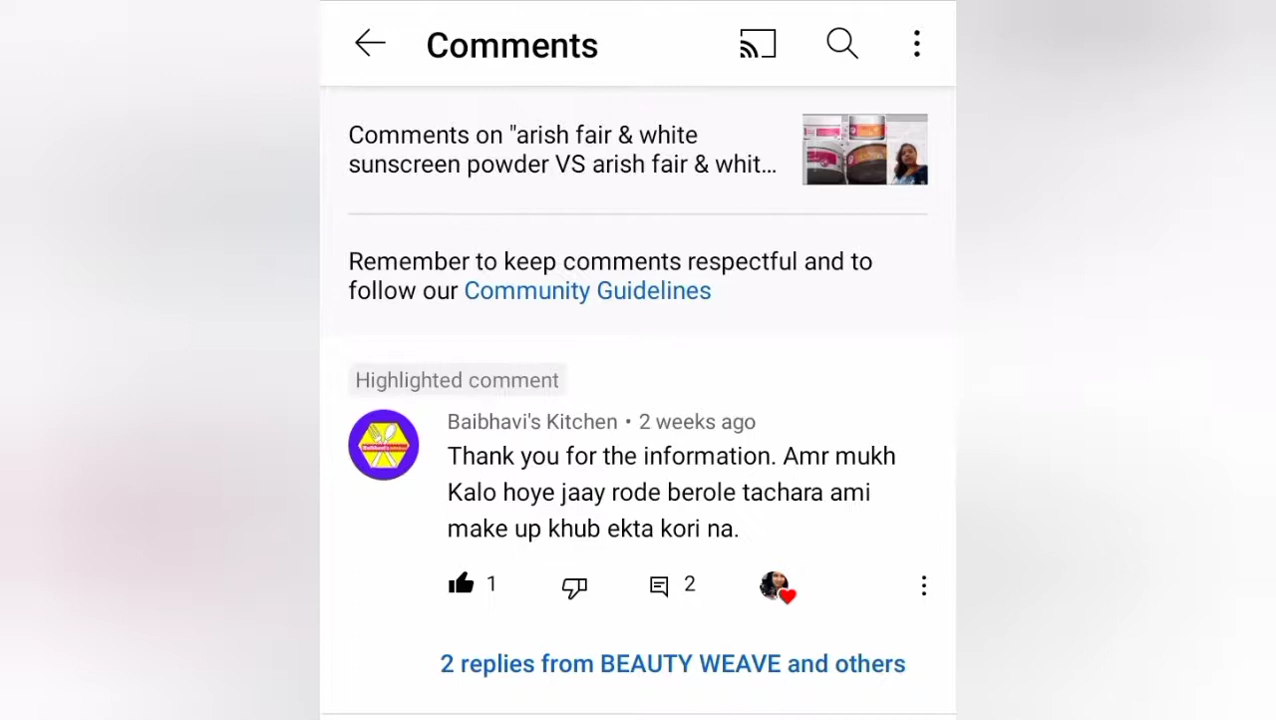 Comments
Comments on "arish fair & white
sunscreen powder VS arish fair & whit...
Remember to keep comments respectful and to
follow our Community Guidelines
Highlighted comment
Baibhavi's Kitchen • 2 weeks ago
Thank you for the information. Amr mukh
Kalo hoye jaay rode berole tachara ami
make up khub ekta kori na.
1
2
2 replies from BEAUTY WEAVE and others